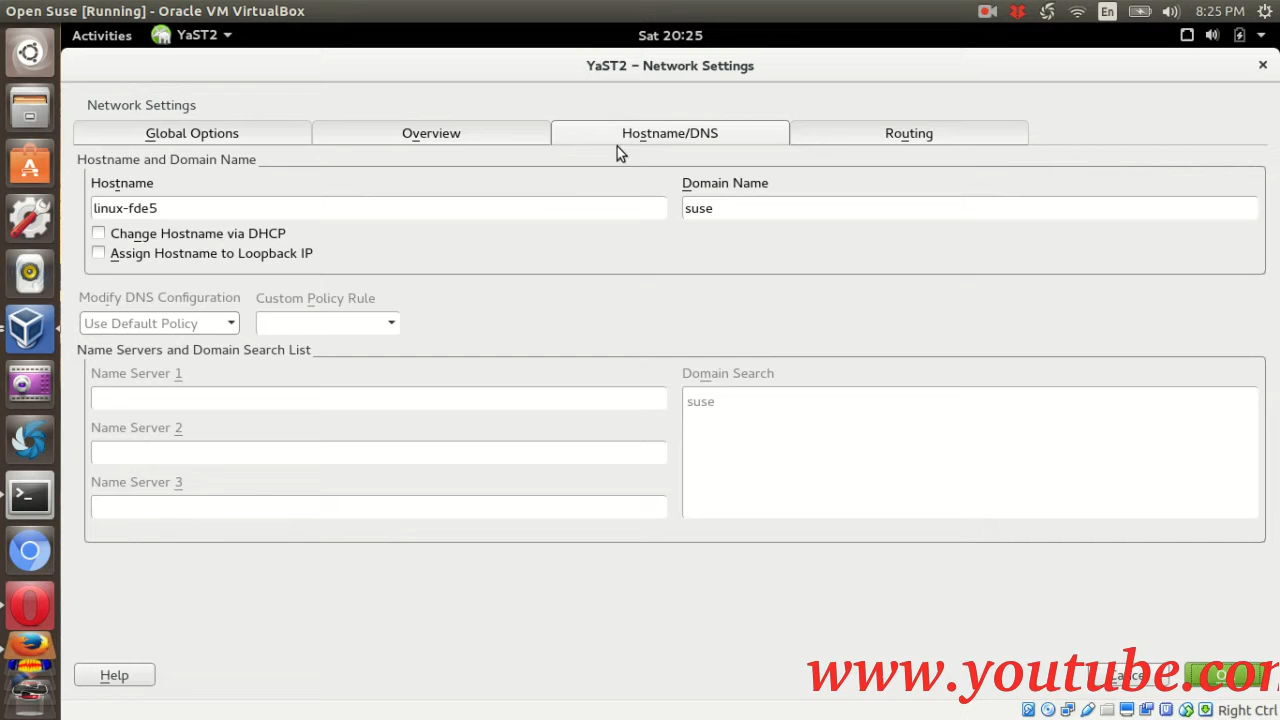 Open Suse [Running] - Oracle VM VirtualBox
En
8:25 PM
Activities
YaST2
Sat 20:25
YaST2 – Network Settings
Network Settings
Global Options
Overview
Hostname/DNS
Routing
Hostname and Domain Name
Hostname
Domain Name
linux-fde5
suse
Change Hostname via DHCP
Assign Hostname to Loopback IP
Modify DNS Configuration
Custom Policy Rule
Use Default Policy
Name Servers and Domain Search List
Name Server 1
Domain Search
suse
Name Server 2
Name Server 3
Help
www.youtube.com
Right Ctrl